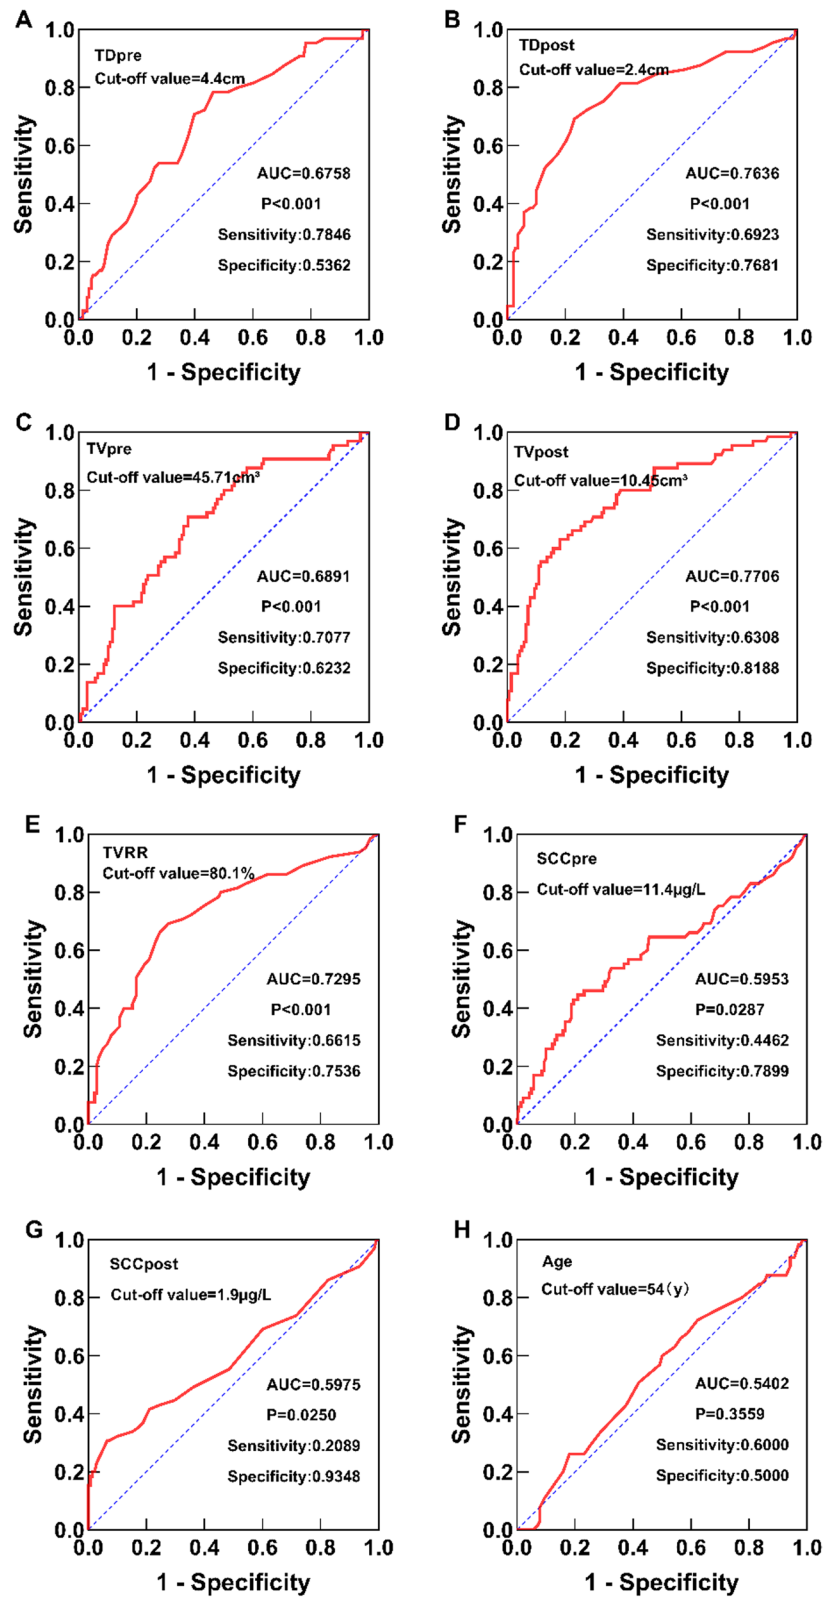 A
TDpre
Cut-off value=4.4cm
AUC=0.6758
P<0.001
Sensitivity:0.7846
Specificity:0.5362
1.0
0.8
0.6
0.4
0.2
0.0
0.0 0.2 0.4 0.6 0.8 1.0
Sensitivity
1 - Specificity
B
TDpost
Cut-off value=2.4cm
AUC=0.7636
P<0.001
Sensitivity:0.6923
Specificity:0.7681
1.0
0.8
0.6
0.4
0.2
0.0
0.0 0.2 0.4 0.6 0.8 1.0
Sensitivity
1 - Specificity
C
TVpre
Cut-off value=45.71cm³
AUC=0.6891
P<0.001
Sensitivity:0.7077
Specificity:0.6232
1.0
0.8
0.6
0.4
0.2
0.0
0.0 0.2 0.4 0.6 0.8 1.0
Sensitivity
1 - Specificity
D
TVpost
Cut-off value=10.45cm³
AUC=0.7706
P<0.001
Sensitivity:0.6308
Specificity:0.8188
1.0
0.8
0.6
0.4
0.2
0.0
0.0 0.2 0.4 0.6 0.8 1.0
Sensitivity
1 - Specificity
E
TVRR
Cut-off value=80.1%
AUC=0.7295
P<0.001
Sensitivity:0.6615
Specificity:0.7536
1.0
0.8
0.6
0.4
0.2
0.0
0.0 0.2 0.4 0.6 0.8 1.0
Sensitivity
1 - Specificity
F
SCCpre
Cut-off value=11.4µg/L
AUC=0.5953
P=0.0287
Sensitivity:0.4462
Specificity:0.7899
1.0
0.8
0.6
0.4
0.2
0.0
0.0 0.2 0.4 0.6 0.8 1.0
Sensitivity
1 - Specificity
G
SCCpost
Cut-off value=1.9µg/L
AUC=0.5975
P=0.0250
Sensitivity:0.2089
Specificity:0.9348
1.0
0.8
0.6
0.4
0.2
0.0
0.0 0.2 0.4 0.6 0.8 1.0
Sensitivity
1 - Specificity
H
Age
Cut-off value=54（y）
AUC=0.5402
P=0.3559
Sensitivity:0.6000
Specificity:0.5000
1.0
0.8
0.6
0.4
0.2
0.0
0.0 0.2 0.4 0.6 0.8 1.0
Sensitivity
1 - Specificity